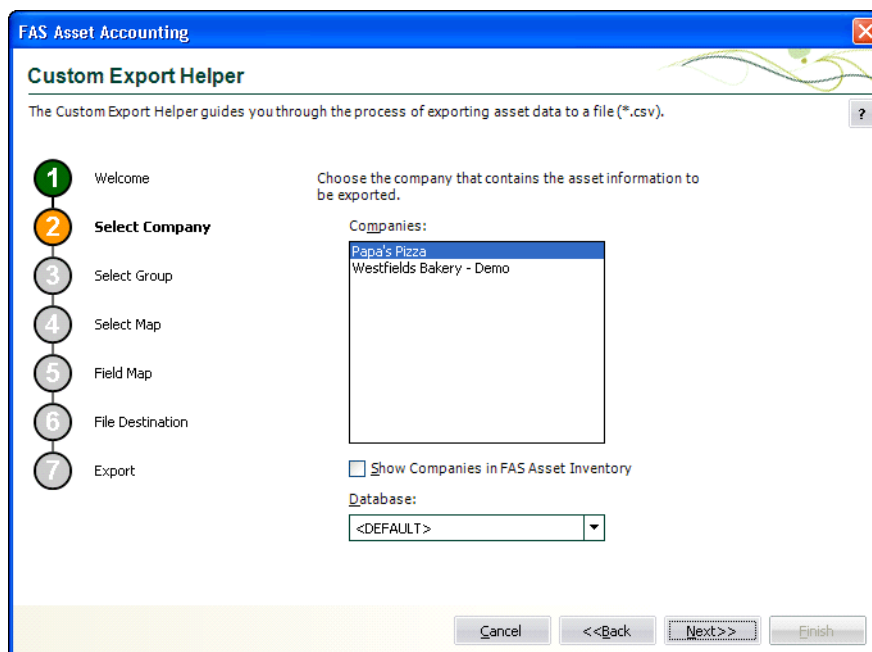 FAS Asset Accounting
Custom Export Helper
The Custom Export Helper guides you through the process of exporting asset data to a file (*.csv).
?
1 Welcome
2 Select Company
3 Select Group
4 Select Map
5 Field Map
6 File Destination
7 Export
Choose the company that contains the asset information to
be exported.
Companies:
Papa's Pizza
Westfields Bakery - Demo
Show Companies in FAS Asset Inventory
Database:
<DEFAULT>
Cancel
<<Back
Next>>
Finish